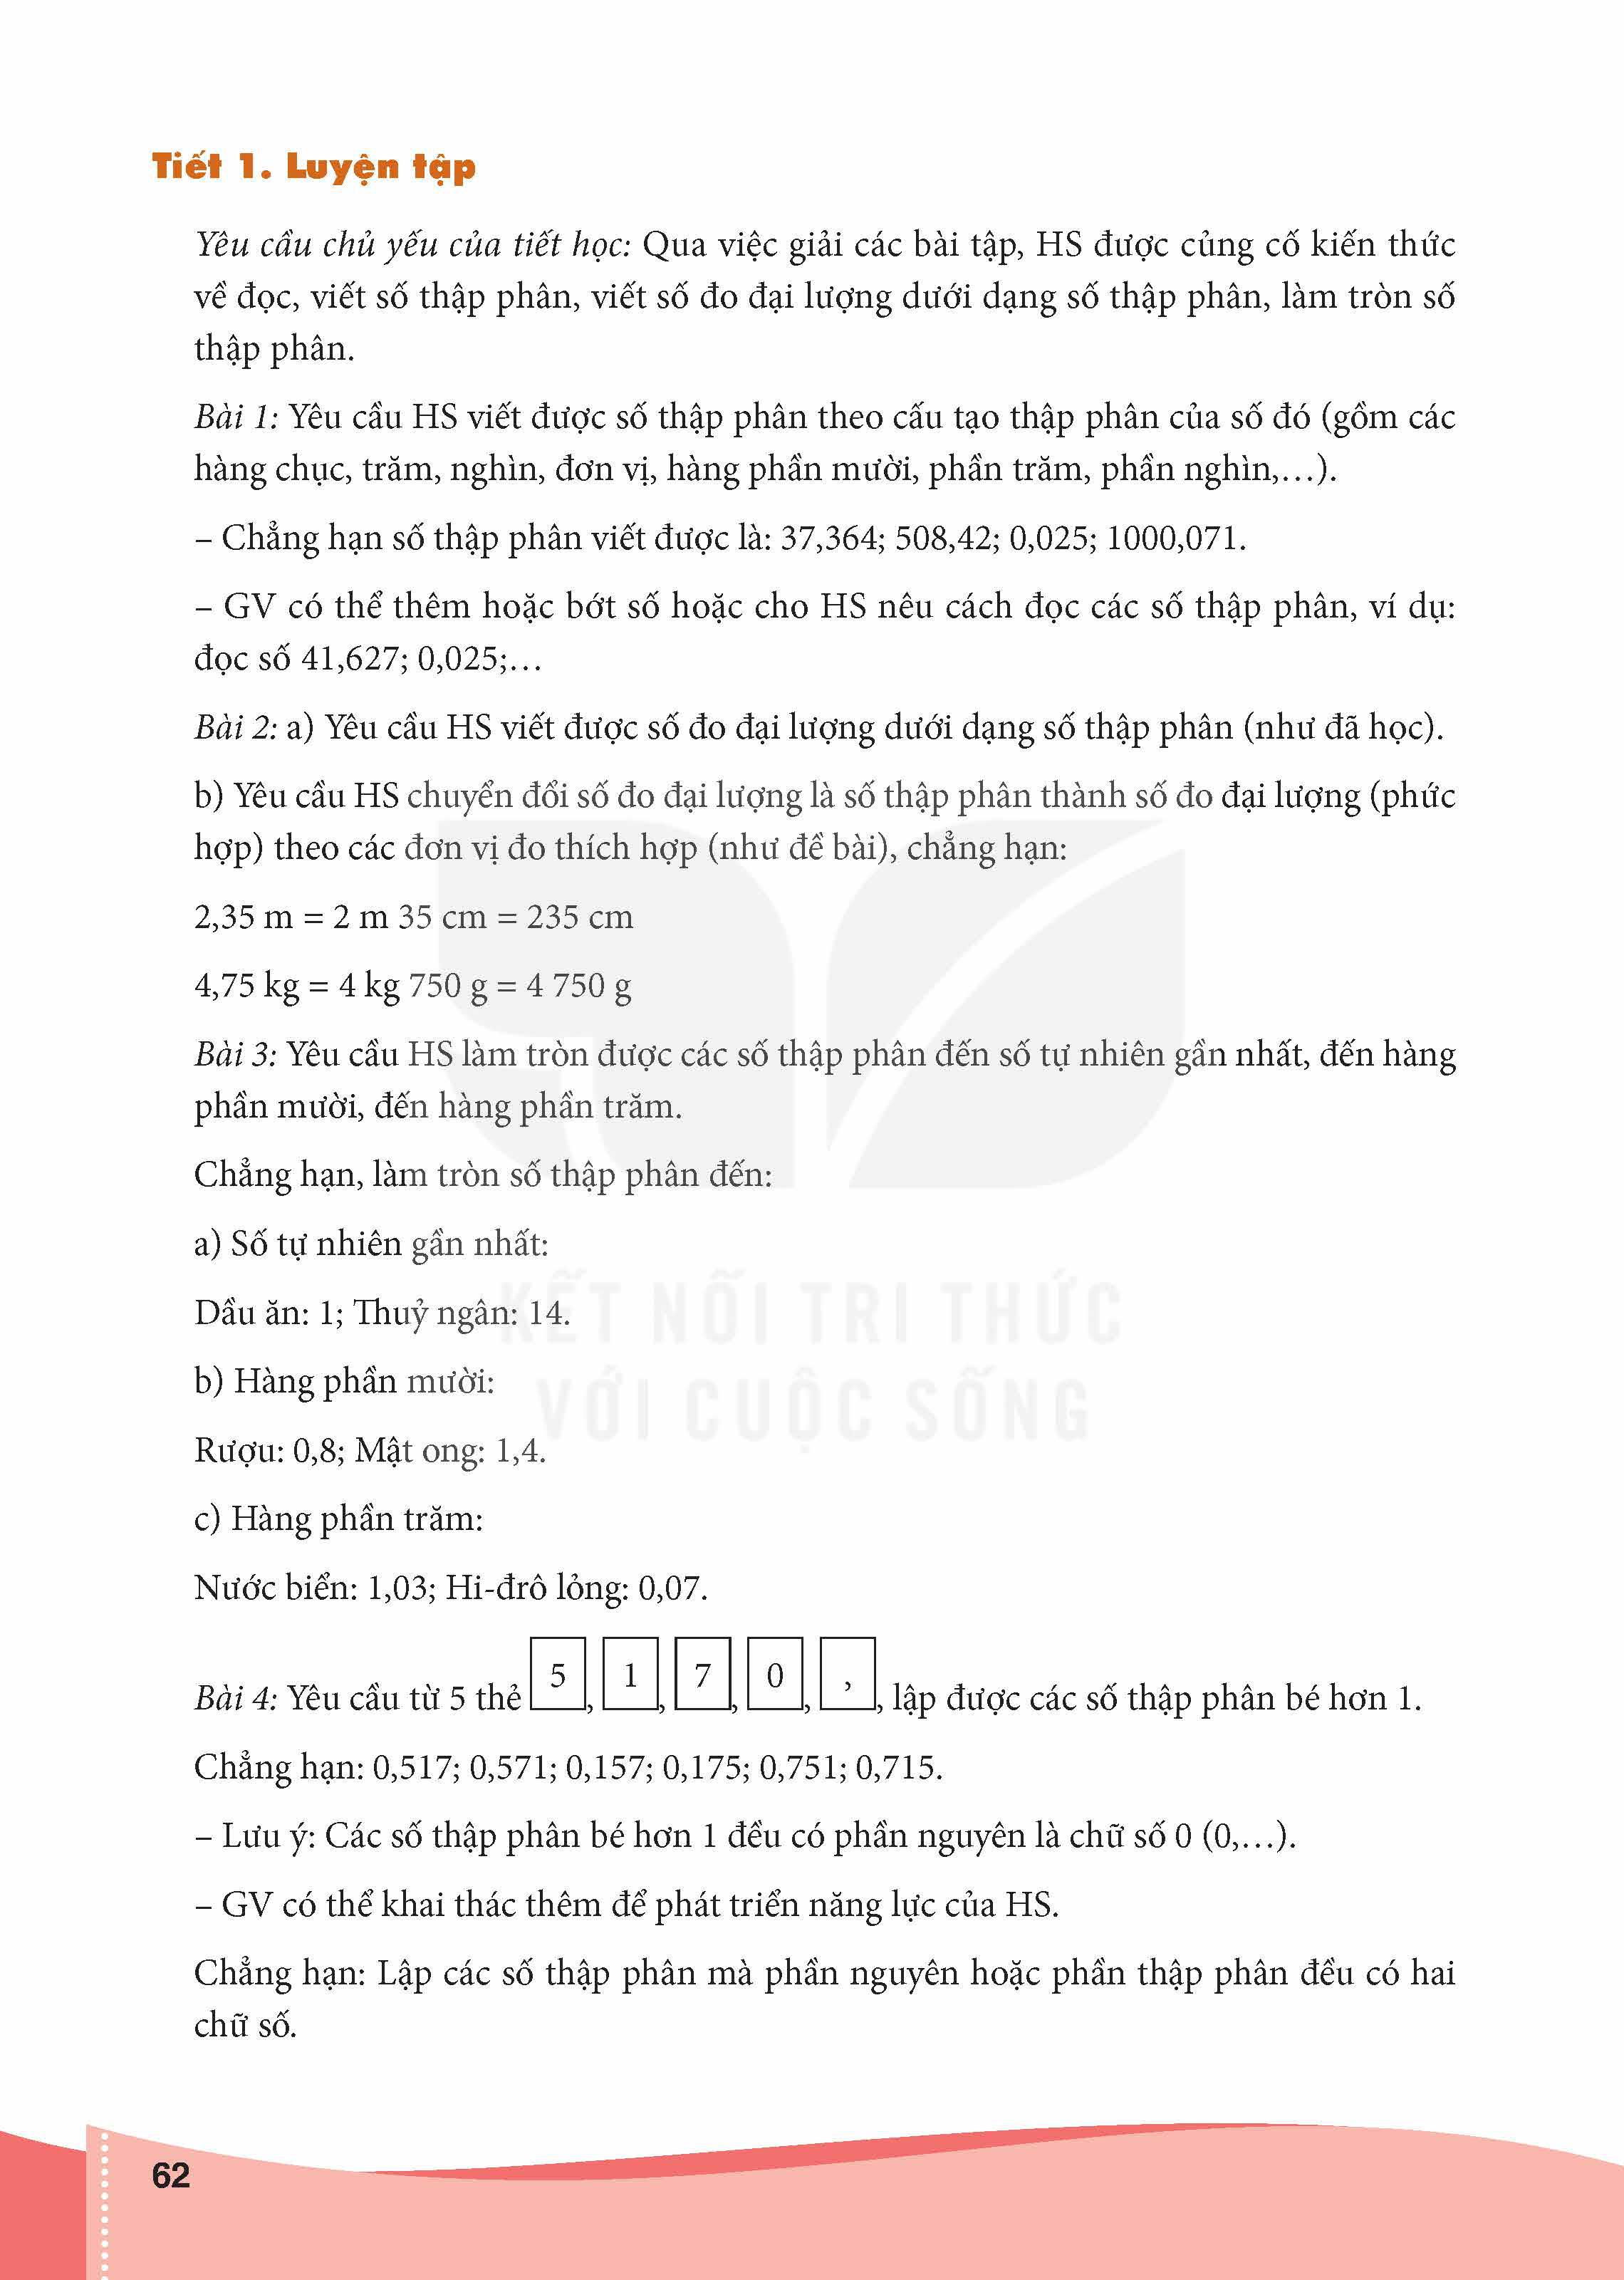 Tiết 1. Luyện tập
Yêu cầu chủ yếu của tiết học: Qua việc giải các bài tập, HS được củng cố kiến thức
về đọc, viết số thập phân, viết số đo đại lượng dưới dạng số thập phân, làm tròn số
thập phân.
Bài 1: Yêu cầu HS viết được số thập phân theo cấu tạo thập phân của số đó (gồm các
hàng chục, trăm, nghìn, đơn vị, hàng phần mười, phần trăm, phần nghìn,…).
– Chẳng hạn số thập phân viết được là: 37,364; 508,42; 0,025; 1000,071.
– GV có thể thêm hoặc bớt số hoặc cho HS nêu cách đọc các số thập phân, ví dụ:
đọc số 41,627; 0,025;…
Bài 2: a) Yêu cầu HS viết được số đo đại lượng dưới dạng số thập phân (như đã học).
b) Yêu cầu HS chuyển đổi số đo đại lượng là số thập phân thành số đo đại lượng (phức
hợp) theo các đơn vị đo thích hợp (như đề bài), chẳng hạn:
2,35 m = 2 m 35 cm = 235 cm
4,75 kg = 4 kg 750 g = 4 750 g
Bài 3: Yêu cầu HS làm tròn được các số thập phân đến số tự nhiên gần nhất, đến hàng
phần mười, đến hàng phần trăm.
Chẳng hạn, làm tròn số thập phân đến:
a) Số tự nhiên gần nhất:
Dầu ăn: 1; Thuỷ ngân: 14.
KẾT NỐI TRI THỨC
b) Hàng phần mười:
VỚI CUỘC SỐNG
Rượu: 0,8; Mật ong: 1,4.
c) Hàng phần trăm:
Nước biển: 1,03; Hi-đrô lỏng: 0,07.
Bài 4: Yêu cầu từ 5 thẻ 5, 1, 7, 0, ,, lập được các số thập phân bé hơn 1.
Chẳng hạn: 0,517; 0,571; 0,157; 0,175; 0,751; 0,715.
– Lưu ý: Các số thập phân bé hơn 1 đều có phần nguyên là chữ số 0 (0,…).
– GV có thể khai thác thêm để phát triển năng lực của HS.
Chẳng hạn: Lập các số thập phân mà phần nguyên hoặc phần thập phân đều có hai
chữ số.
62